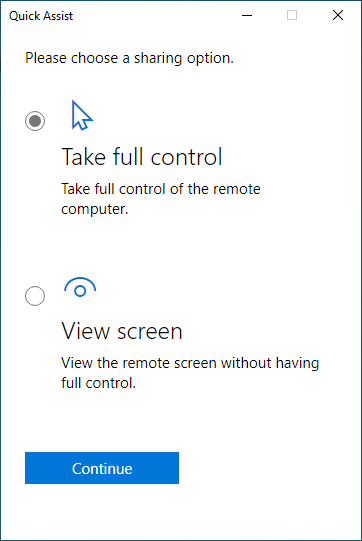 Quick Assist
Please choose a sharing option.
Take full control
Take full control of the remote
computer.
View screen
View the remote screen without having
full control.
Continue